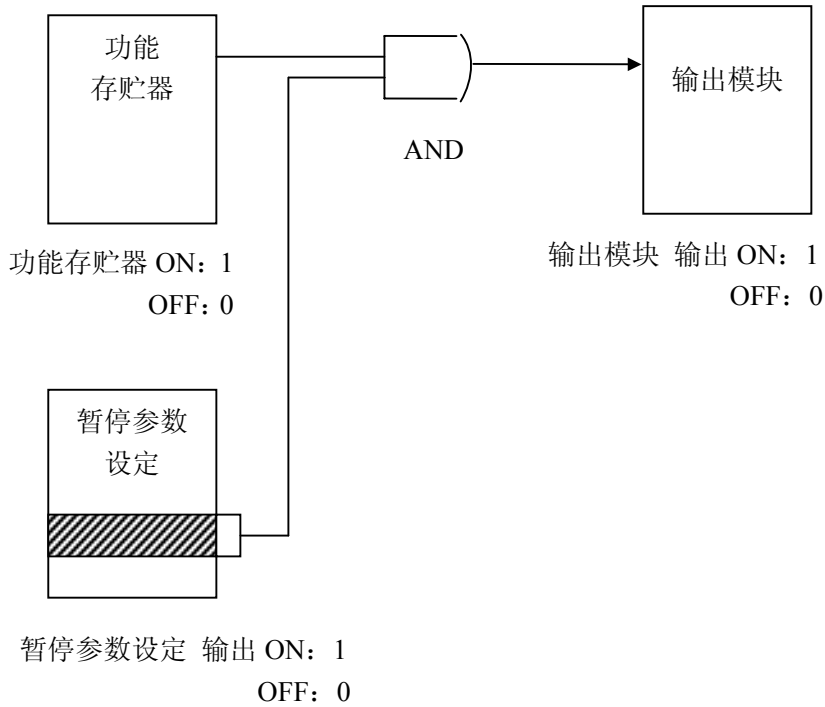 功能
存贮器
输出模块
AND
功能存贮器 ON：1
OFF：0
输出模块 输出 ON：1
OFF：0
暂停参数
设定
暂停参数设定 输出 ON：1
OFF：0